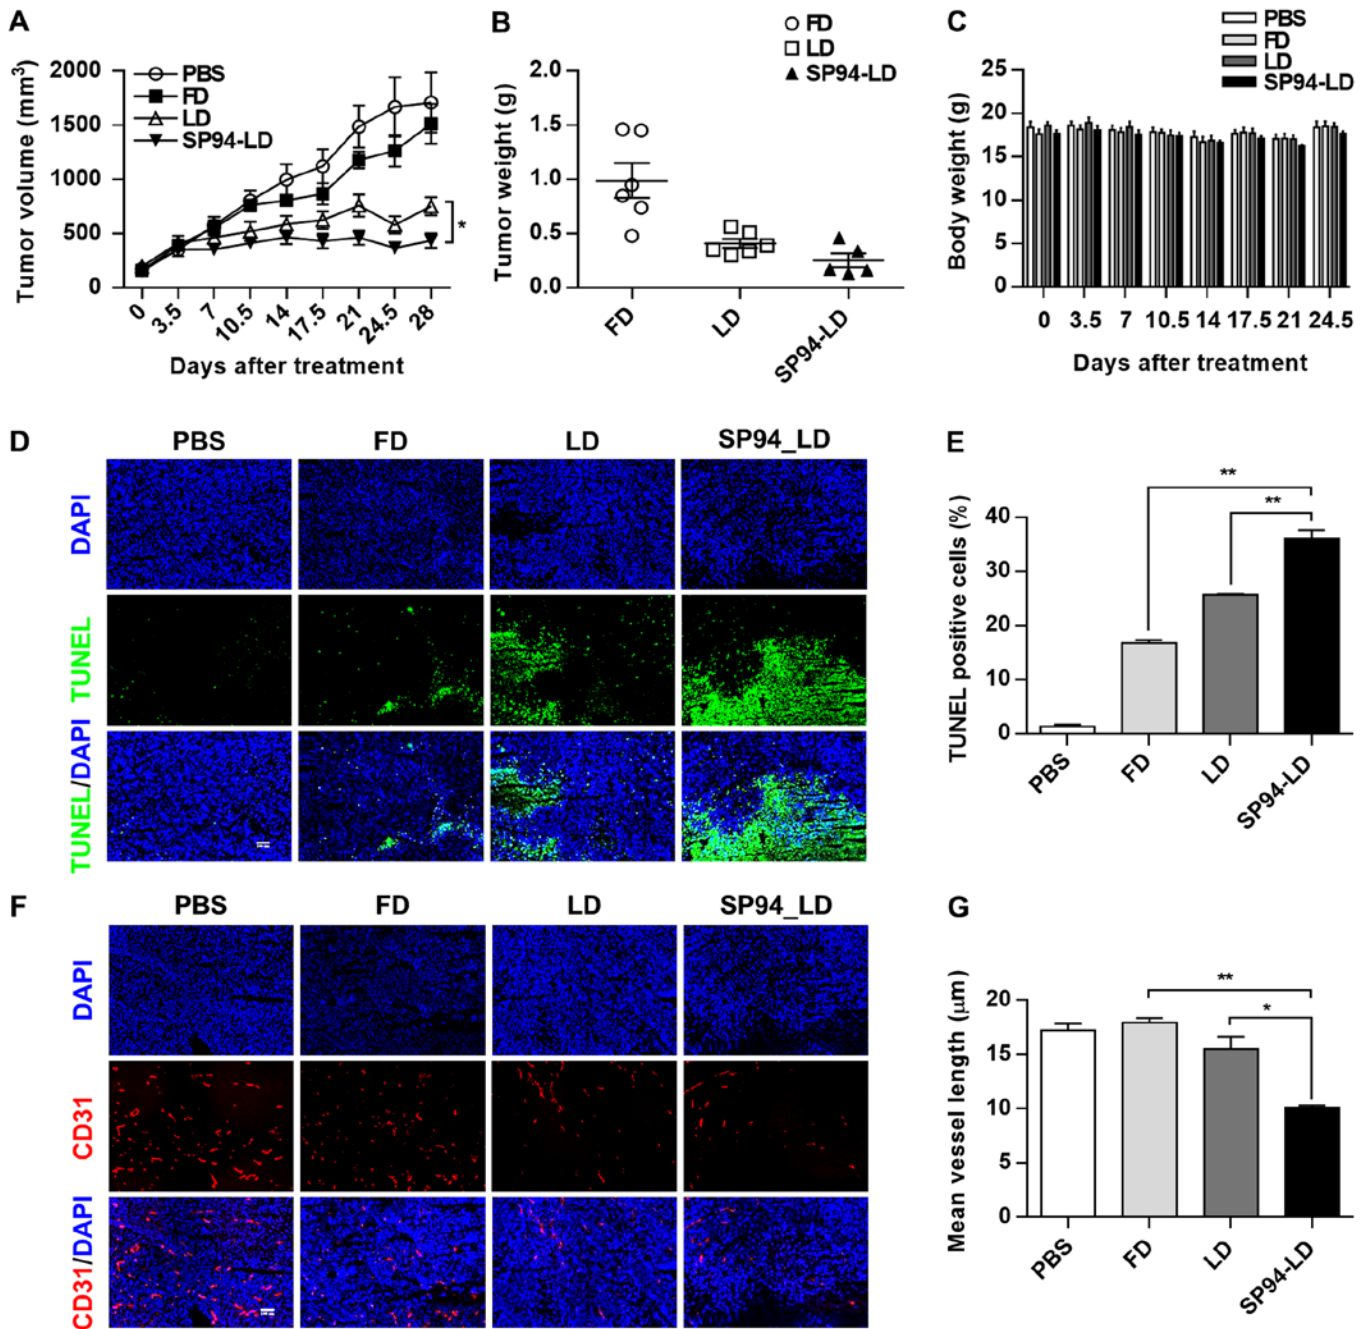 A
PBS
FD
LD
SP94-LD
Tumor volume (mm³)
2000
1500
1000
500
0
*
0 3.5 7 10.5 14 17.5 21 24.5 28
Days after treatment
B
FD
LD
SP94-LD
Tumor weight (g)
2.0
1.5
1.0
0.5
0.0
FD LD SP94-LD
C
PBS
FD
LD
SP94-LD
Body weight (g)
25
20
15
10
5
0
0 3.5 7 10.5 14 17.5 21 24.5
Days after treatment
D
PBS FD LD SP94_LD
DAPI
TUNEL
TUNEL/DAPI
E
TUNEL positive cells (%)
40
30
20
10
0
**
**
PBS FD LD SP94-LD
F
PBS FD LD SP94_LD
DAPI
CD31
CD31/DAPI
G
Mean vessel length (μm)
20
15
10
5
0
**
*
PBS FD LD SP94-LD